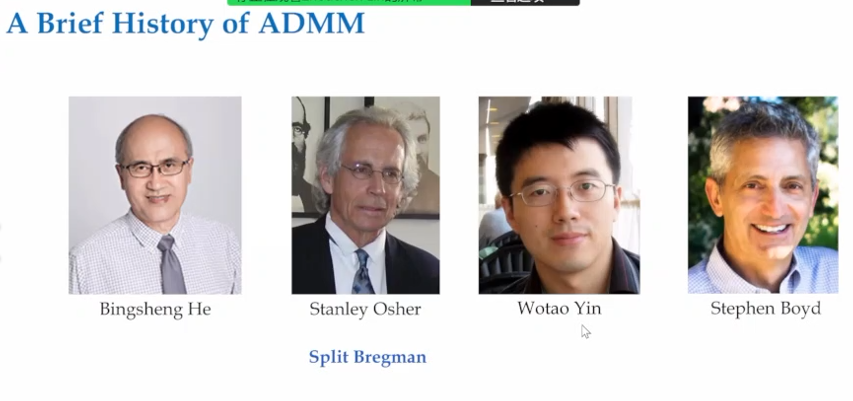 A Brief History of ADMM
Bingsheng He
Stanley Osher
Wotao Yin
Stephen Boyd
Split Bregman